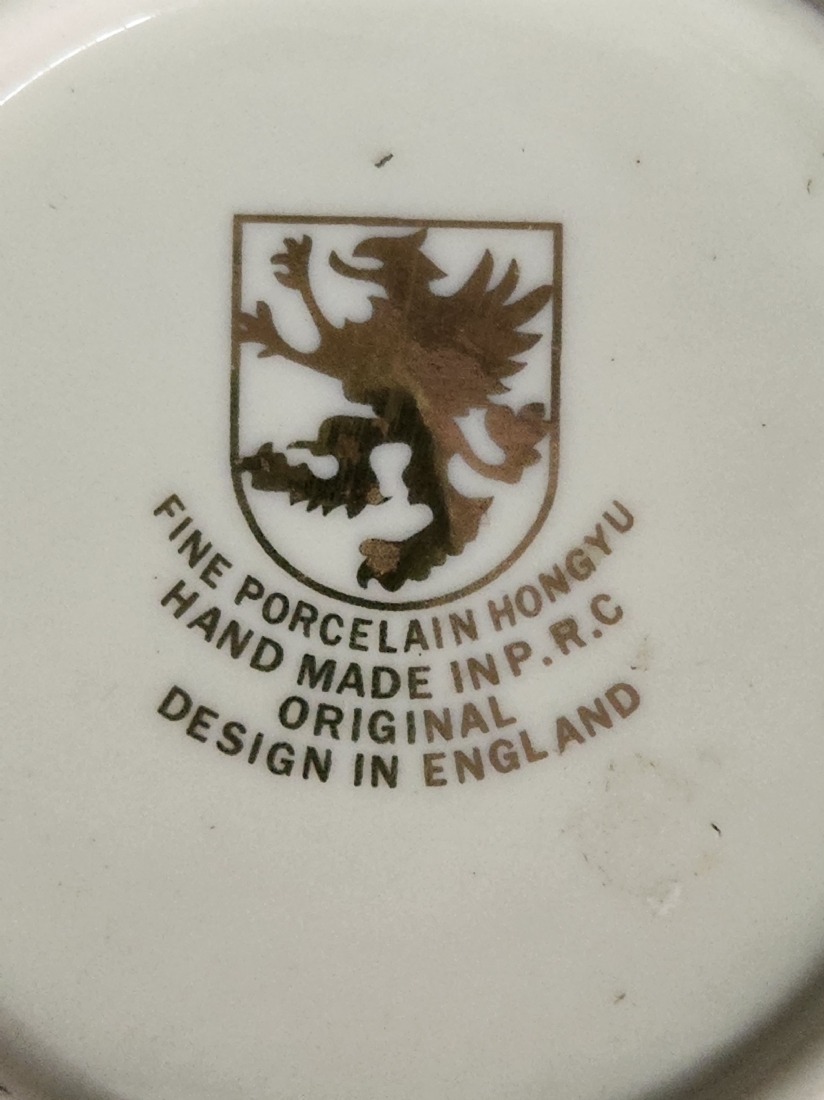 FINE PORCELAIN HONGYU
HAND MADE IN P.R.C
ORIGINAL
DESIGN IN ENGLAND